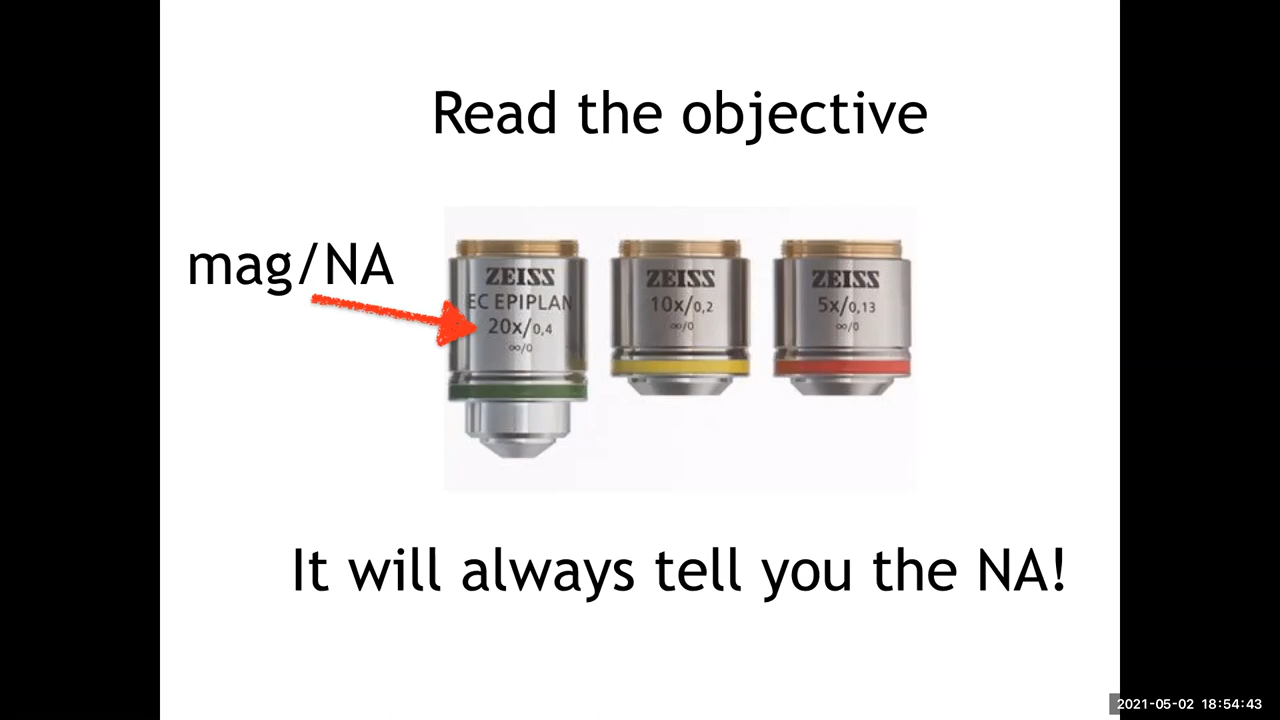 Read the objective
mag/NA
ZEISS
EC EPIPLAN
20x/0,4
∞/0
ZEISS
10x/0,2
∞/0
ZEISS
5x/0,13
∞/0
It will always tell you the NA!
2021-05-02 18:54:43